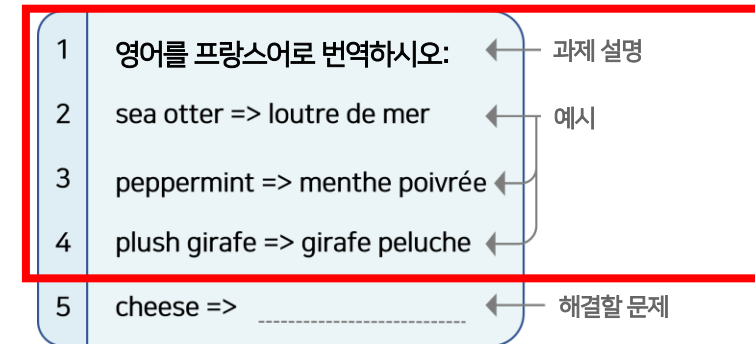 1 영어를 프랑스어로 번역하시오: 과제 설명
2 sea otter => loutre de mer 예시
3 peppermint => menthe poivrée
4 plush girafe => girafe peluche
5 cheese => 해결할 문제